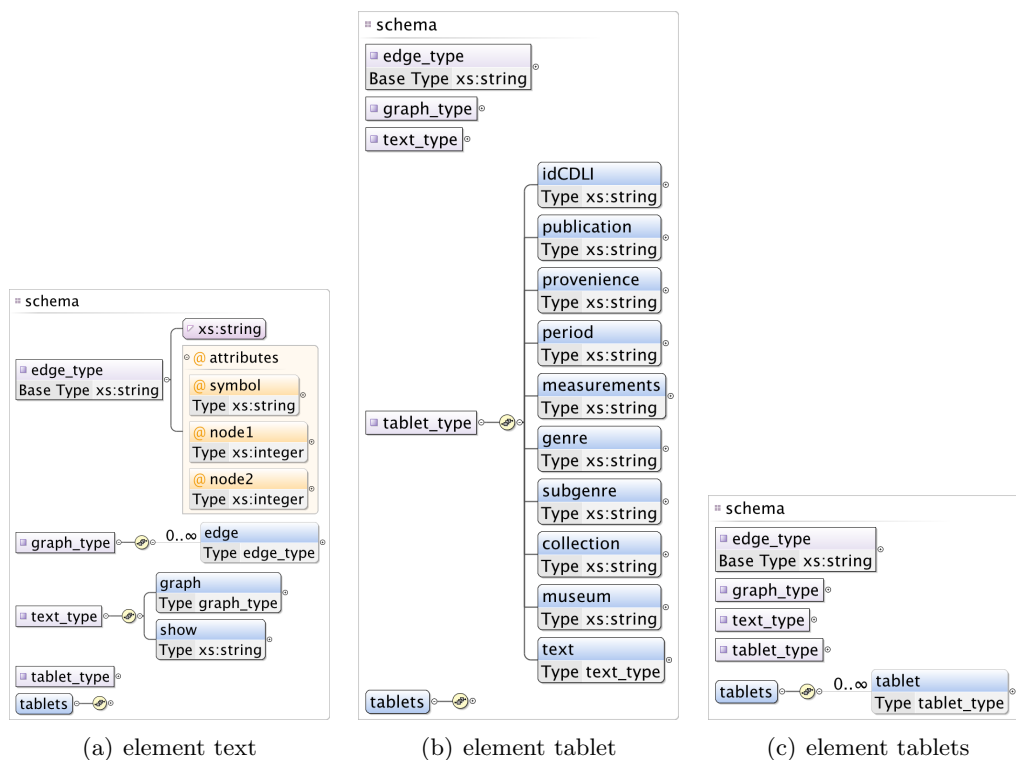 schema
edge_type
Base Type xs:string
xs:string
@ attributes
@ symbol
Type xs:string
@ node1
Type xs:integer
@ node2
Type xs:integer
graph_type
0..∞
edge
Type edge_type
text_type
graph
Type graph_type
show
Type xs:string
tablet_type
tablets
(a) element text
schema
edge_type
Base Type xs:string
graph_type
text_type
tablet_type
idCDLI
Type xs:string
publication
Type xs:string
provenience
Type xs:string
period
Type xs:string
measurements
Type xs:string
genre
Type xs:string
subgenre
Type xs:string
collection
Type xs:string
museum
Type xs:string
text
Type text_type
tablets
(b) element tablet
schema
edge_type
Base Type xs:string
graph_type
text_type
tablet_type
tablets
0..∞
tablet
Type tablet_type
(c) element tablets